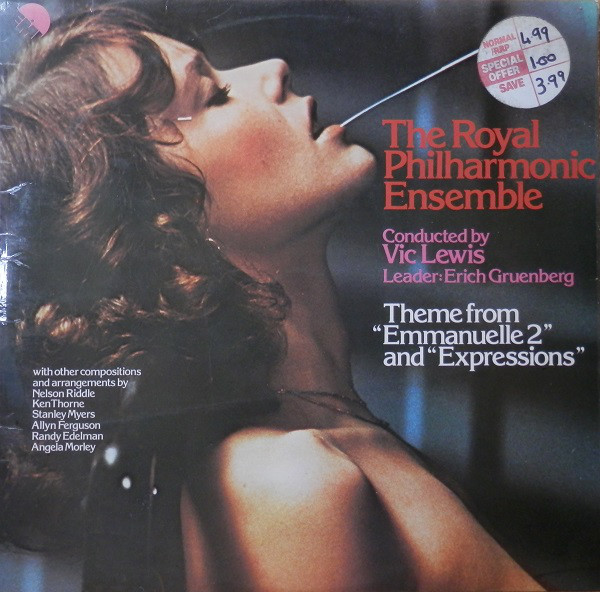 EMI
NORMAL 4.99
/RRP
SPECIAL 1.00
OFFER
SAVE 3.99
The Royal
Philharmonic
Ensemble
Conducted by
Vic Lewis
Leader: Erich Gruenberg
Theme from
“Emmanuelle 2”
and “Expressions”
with other compositions
and arrangements by
Nelson Riddle
Ken Thorne
Stanley Myers
Allyn Ferguson
Randy Edelman
Angela Morley